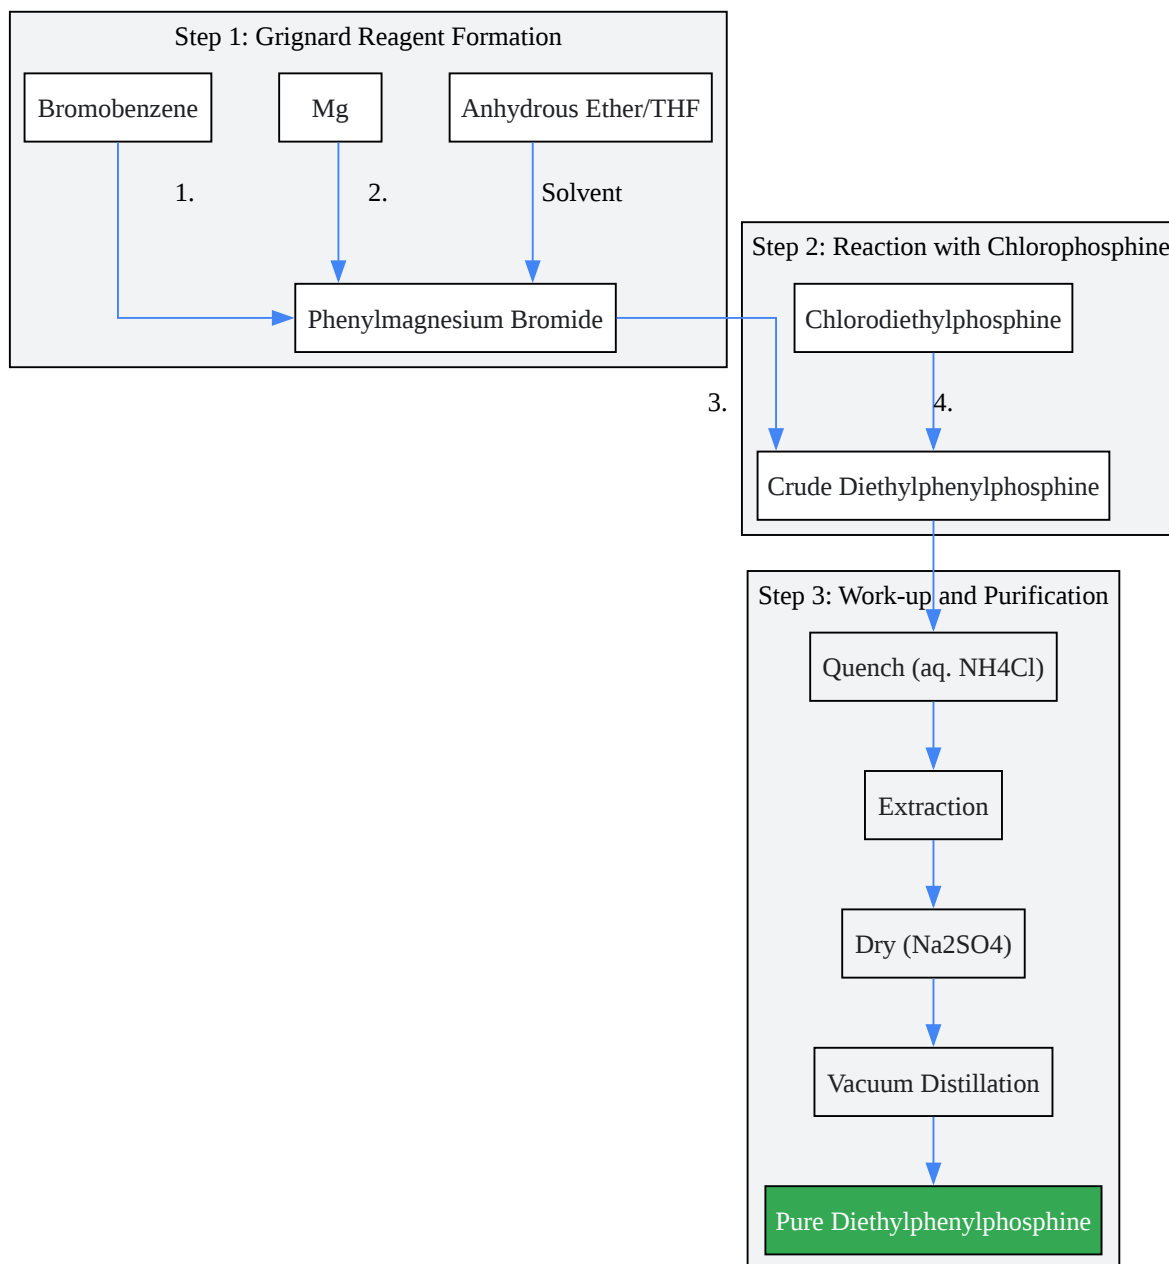 Step 1: Grignard Reagent Formation
Bromobenzene
Mg
Anhydrous Ether/THF
1.
2.
Solvent
Phenylmagnesium Bromide
Step 2: Reaction with Chlorophosphine
Chlorodiethylphosphine
3.
4.
Crude Diethylphenylphosphine
Step 3: Work-up and Purification
Quench (aq. NH4Cl)
Extraction
Dry (Na2SO4)
Vacuum Distillation
Pure Diethylphenylphosphine